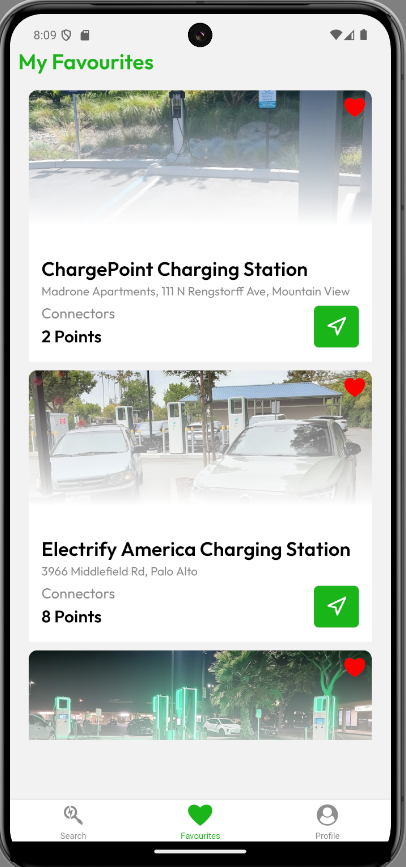 8:09
My Favourites
ChargePoint Charging Station
Madrone Apartments, 111 N Rengstorff Ave, Mountain View
Connectors
2 Points
Electrify America Charging Station
3966 Middlefield Rd, Palo Alto
Connectors
8 Points
Search
Favourites
Profile